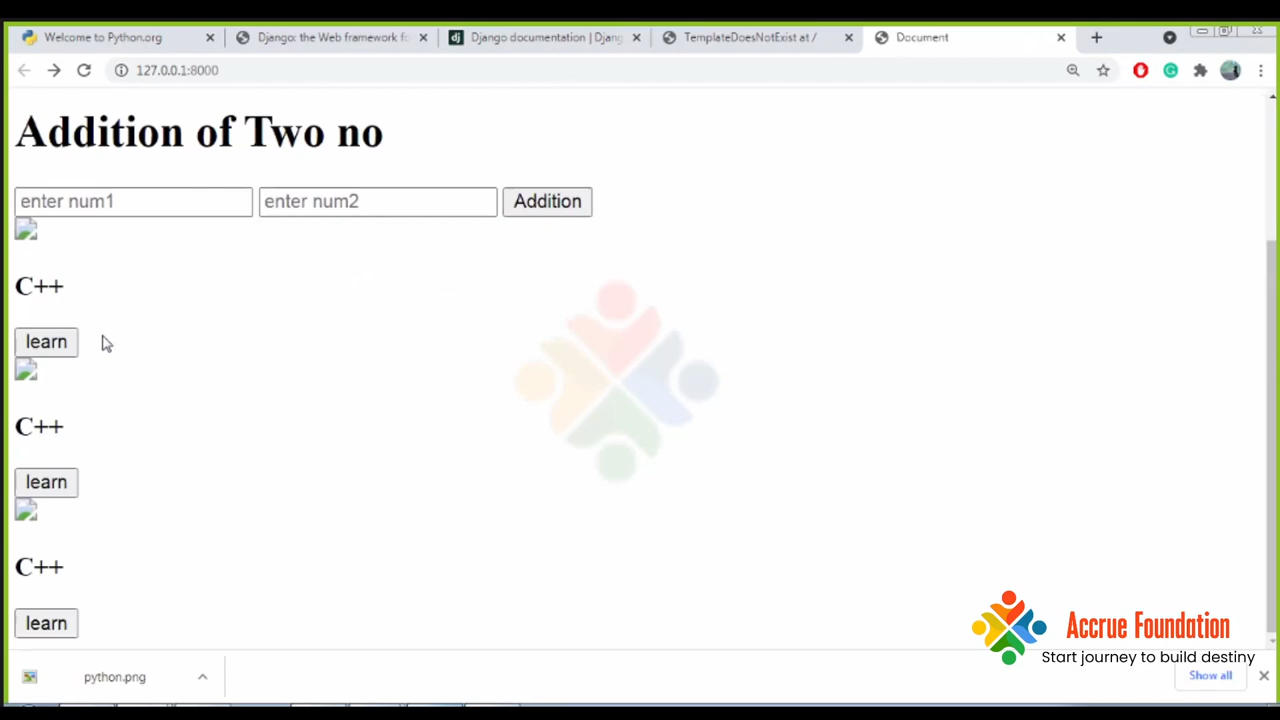 Welcome to Python.org
Django: the Web framework fo
Django documentation | Djang
TemplateDoesNotExist at /
Document
127.0.0.1:8000
Addition of Two no
enter num1
enter num2
Addition
C++
learn
C++
learn
C++
learn
Accrue Foundation
Start journey to build destiny
python.png
Show all